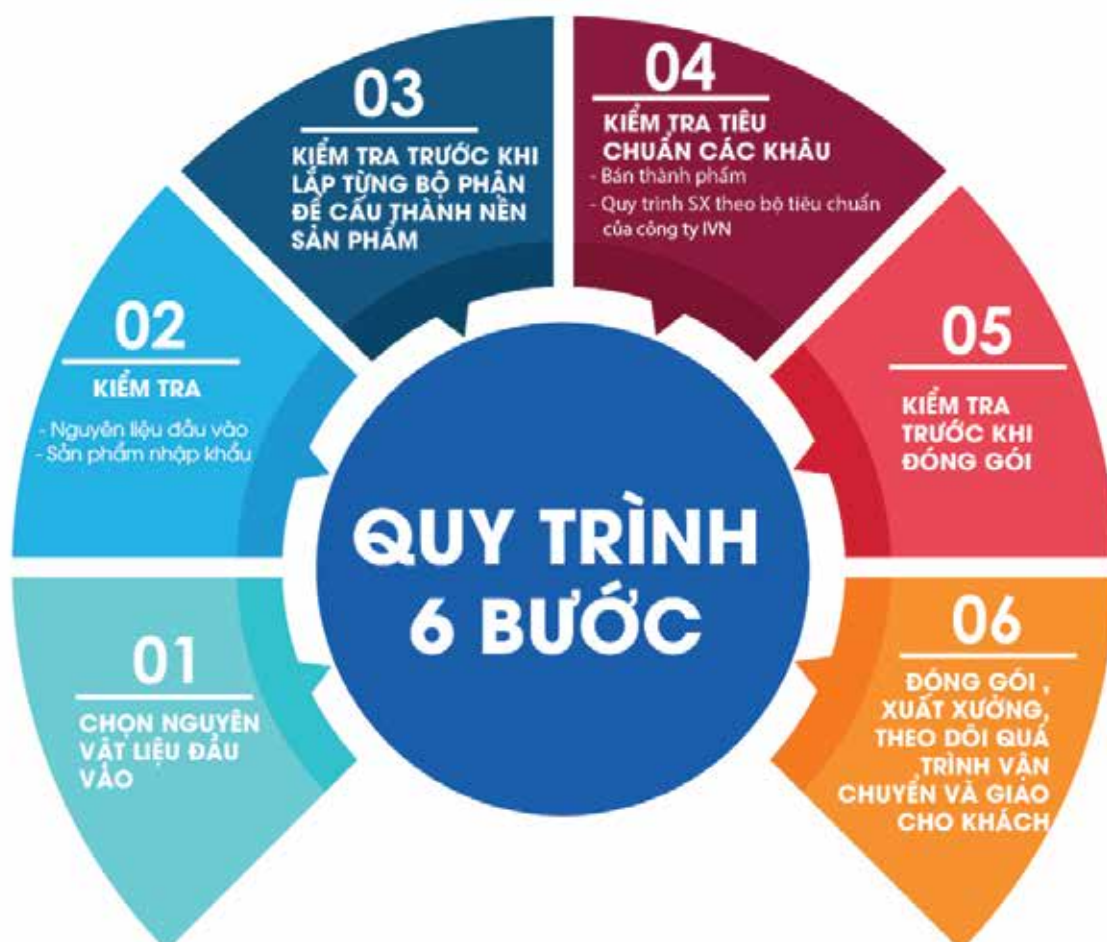 01
CHỌN NGUYÊN
VẬT LIỆU ĐẦU
VÀO
02
KIỂM TRA
- Nguyên liệu đầu vào
- Sản phẩm nhập khẩu
03
KIỂM TRA TRƯỚC KHI
LẮP TỪNG BỘ PHẬN
ĐỂ CẤU THÀNH NÊN
SẢN PHẨM
04
KIỂM TRA TIÊU
CHUẨN CÁC KHÂU
- Bán thành phẩm
- Quy trình SX theo bộ tiêu chuẩn
của công ty IVN
05
KIỂM TRA
TRƯỚC KHI
ĐÓNG GÓI
06
ĐÓNG GÓI ,
XUẤT XƯỞNG,
THEO DÕI QUÁ
TRÌNH VẬN
CHUYỂN VÀ GIAO
CHO KHÁCH
QUY TRÌNH
6 BƯỚC